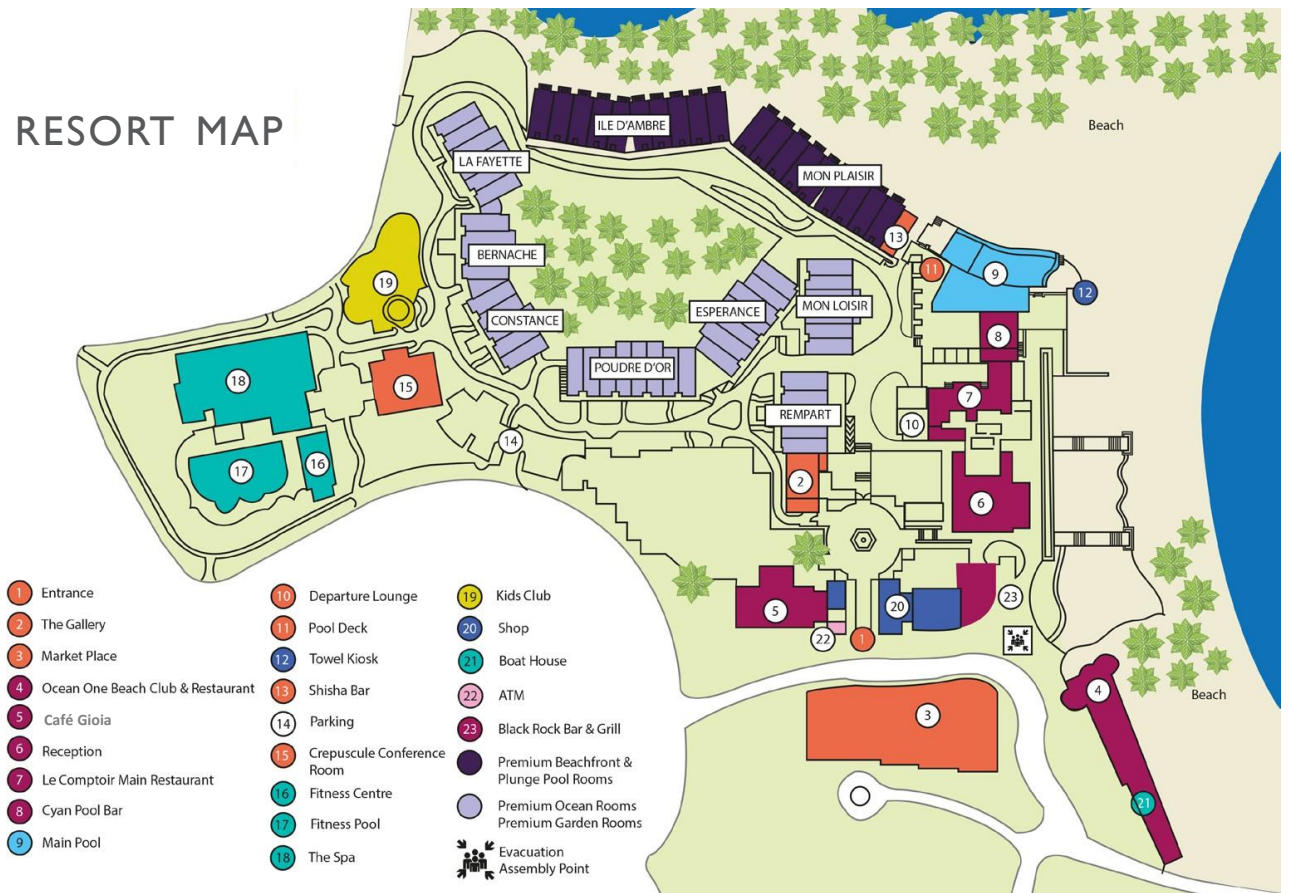 RESORT MAP
ILE D'AMBRE
Beach
LA FAYETTE
MON PLAISIR
13
11
9
12
BERNACHE
19
CONSTANCE
ESPERANCE
MON LOISIR
8
POUDRE D'OR
18
15
7
REMPART
10
14
17
16
2
6
5
20
23
22
1
4
Beach
3
21
1 Entrance
2 The Gallery
3 Market Place
4 Ocean One Beach Club & Restaurant
5 Café Gioia
6 Reception
7 Le Comptoir Main Restaurant
8 Cyan Pool Bar
9 Main Pool
10 Departure Lounge
11 Pool Deck
12 Towel Kiosk
13 Shisha Bar
14 Parking
15 Crepuscule Conference
Room
16 Fitness Centre
17 Fitness Pool
18 The Spa
19 Kids Club
20 Shop
21 Boat House
22 ATM
23 Black Rock Bar & Grill
Premium Beachfront &
Plunge Pool Rooms
Premium Ocean Rooms
Premium Garden Rooms
Evacuation
Assembly Point